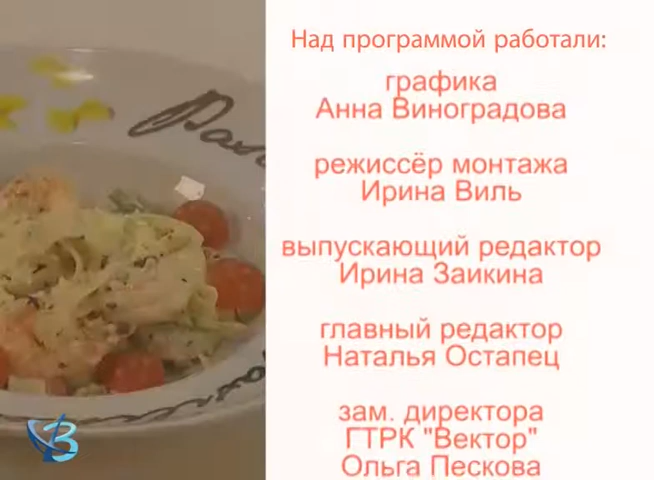 Над программой работали:
графика
Анна Виноградова
режиссёр монтажа
Ирина Виль
выпускающий редактор
Ирина Заикина
главный редактор
Наталья Остапец
зам. директора
ГТРК "Вектор"
Ольга Пескова
В